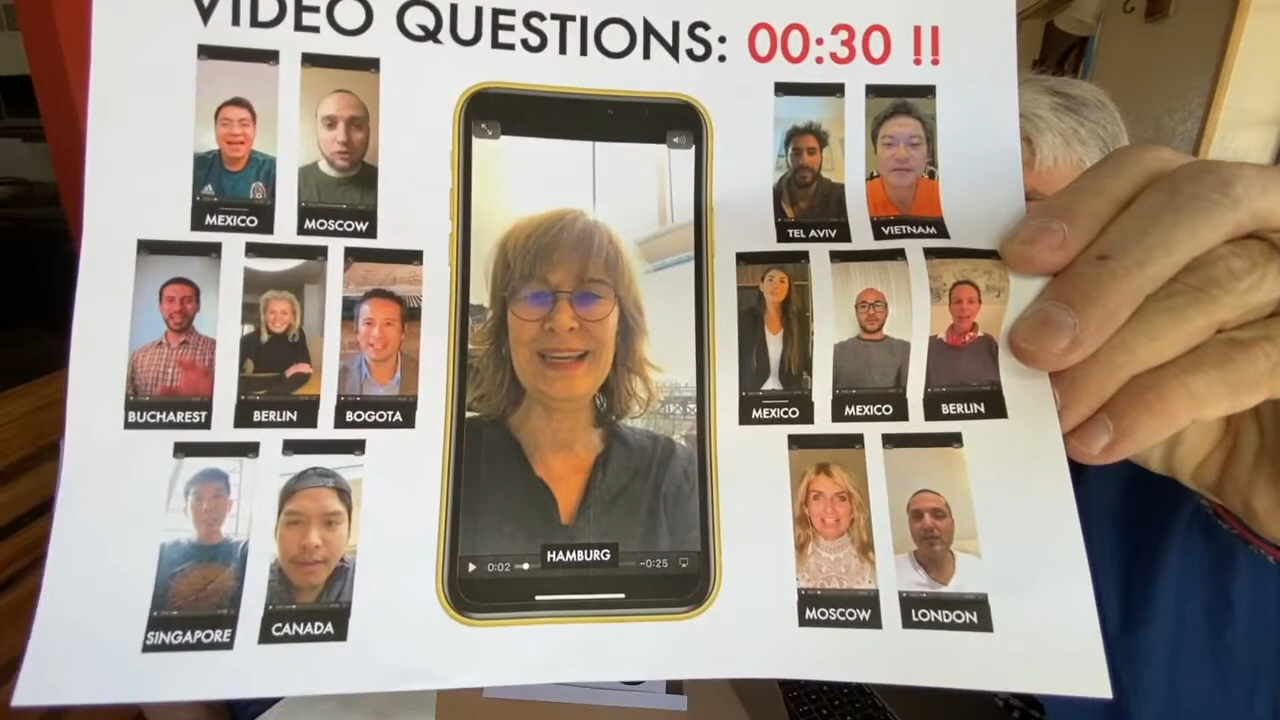 VIDEO QUESTIONS: 00:30 !!
MEXICO
MOSCOW
TEL AVIV
VIETNAM
BUCHAREST
BERLIN
BOGOTA
MEXICO
MEXICO
BERLIN
0:02
HAMBURG
-0:25
SINGAPORE
CANADA
MOSCOW
LONDON